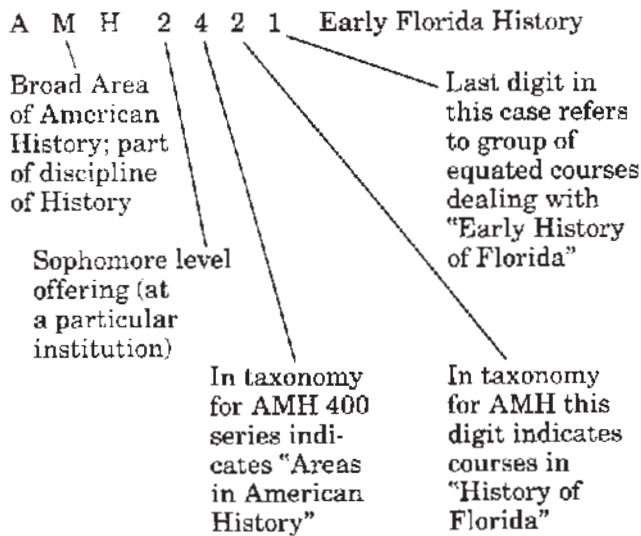 A M H 2 4 2 1 Early Florida History
Broad Area
of American
History; part
of discipline
of History
Last digit in
this case refers
to group of
equated courses
dealing with
"Early History
of Florida"
Sophomore level
offering (at
a particular
institution)
In taxonomy
for AMH 400
series indi-
cates "Areas
in American
History"
In taxonomy
for AMH this
digit indicates
courses in
"History of
Florida"